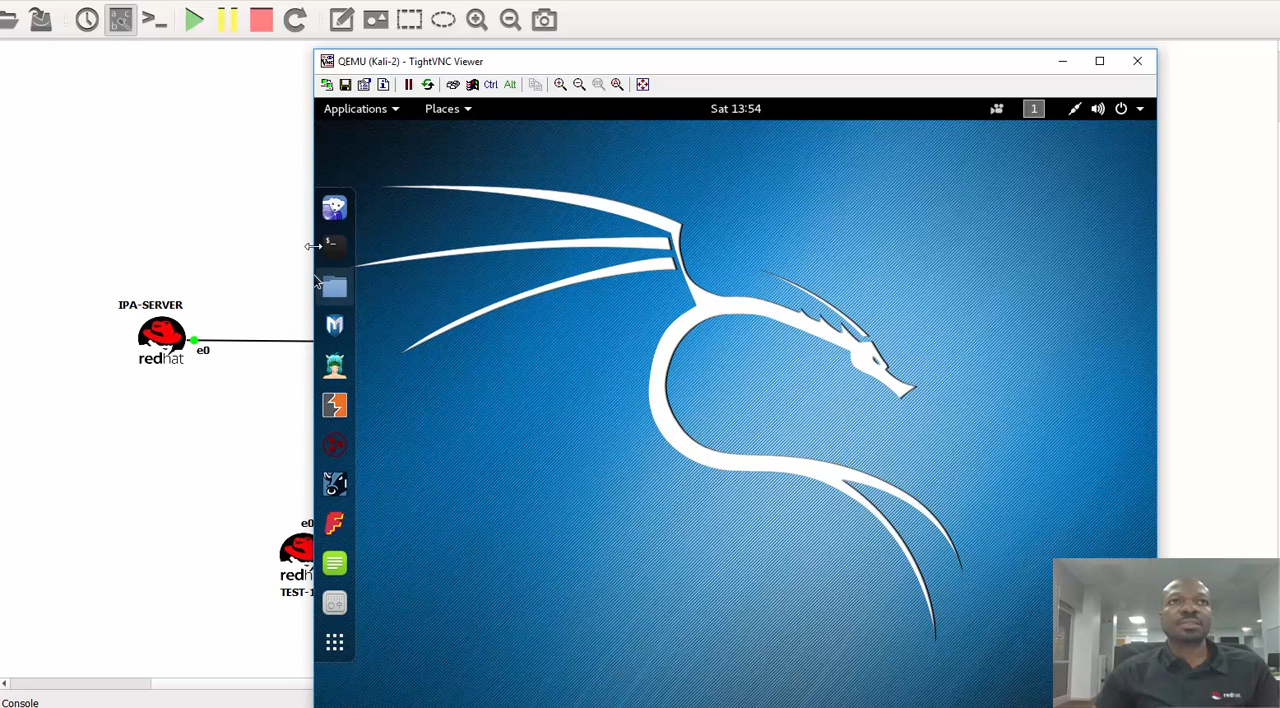 QEMU (Kali-2) - TightVNC Viewer
Ctrl Alt
Applications Places Sat 13:54 1
$_
IPA-SERVER
redhat
e0
e0
redh
TEST-1
redhat
Console